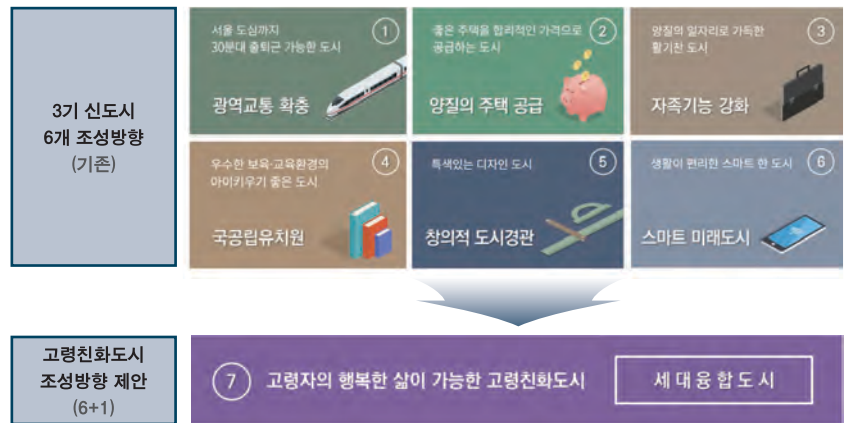 3기 신도시
6개 조성방향
(기존)
서울 도심까지
30분대 출퇴근 가능한 도시
1
광역교통 확충
좋은 주택을 합리적인 가격으로
공급하는 도시
2
양질의 주택 공급
양질의 일자리로 가득한
활기찬 도시
3
자족기능 강화
우수한 보육·교육환경의
아이키우기 좋은 도시
4
국공립유치원
특색있는 디자인 도시
5
창의적 도시경관
생활이 편리한 스마트 한 도시
6
스마트 미래도시
고령친화도시
조성방향 제안
(6+1)
7 고령자의 행복한 삶이 가능한 고령친화도시
세대융합도시